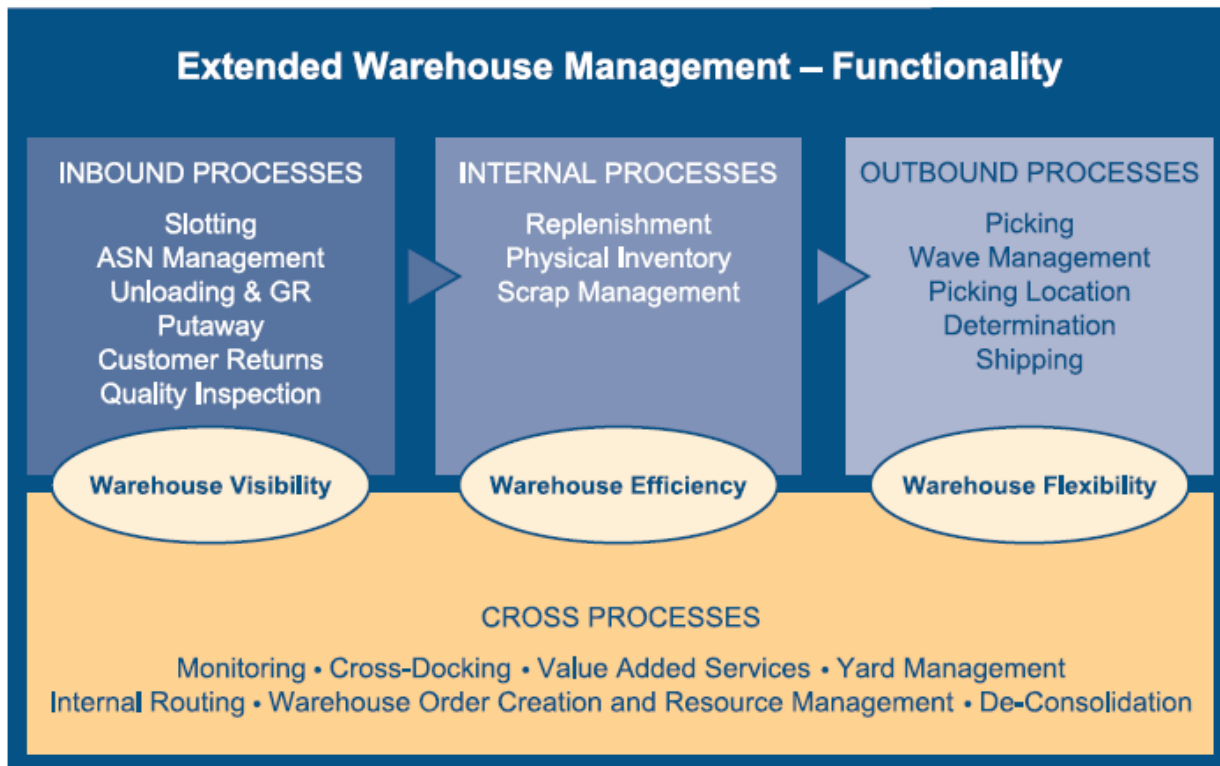 Extended Warehouse Management – Functionality
INBOUND PROCESSES
Slotting
ASN Management
Unloading & GR
Putaway
Customer Returns
Quality Inspection
Warehouse Visibility
INTERNAL PROCESSES
Replenishment
Physical Inventory
Scrap Management
Warehouse Efficiency
OUTBOUND PROCESSES
Picking
Wave Management
Picking Location
Determination
Shipping
Warehouse Flexibility
CROSS PROCESSES
Monitoring • Cross-Docking • Value Added Services • Yard Management
Internal Routing • Warehouse Order Creation and Resource Management • De-Consolidation